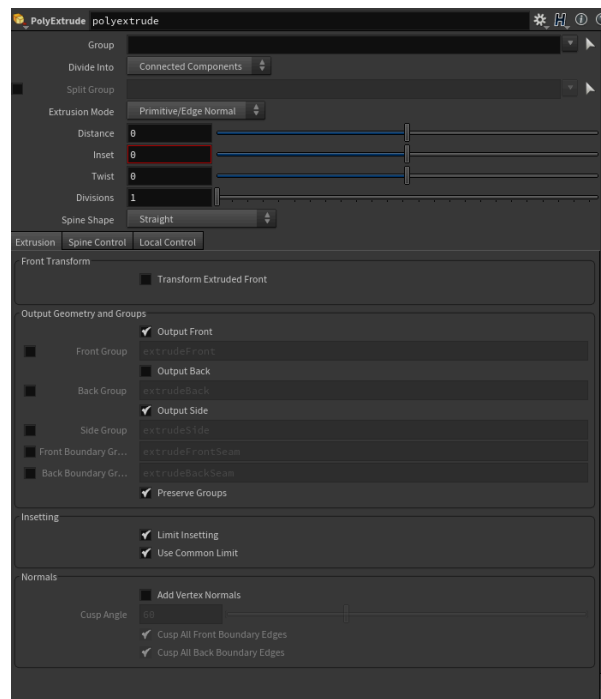 PolyExtrude polyextrude
Group
Divide Into Connected Components
Split Group
Extrusion Mode Primitive/Edge Normal
Distance 0
Inset 0
Twist 0
Divisions 1
Spine Shape Straight
Extrusion Spine Control Local Control
Front Transform
Transform Extruded Front
Output Geometry and Groups
Output Front
Front Group extrudeFront
Output Back
Back Group extrudeBack
Output Side
Side Group extrudeSide
Front Boundary Gr... extrudeFrontSeam
Back Boundary Gr... extrudeBackSeam
Preserve Groups
Insetting
Limit Insetting
Use Common Limit
Normals
Add Vertex Normals
Cusp Angle 60
Cusp All Front Boundary Edges
Cusp All Back Boundary Edges